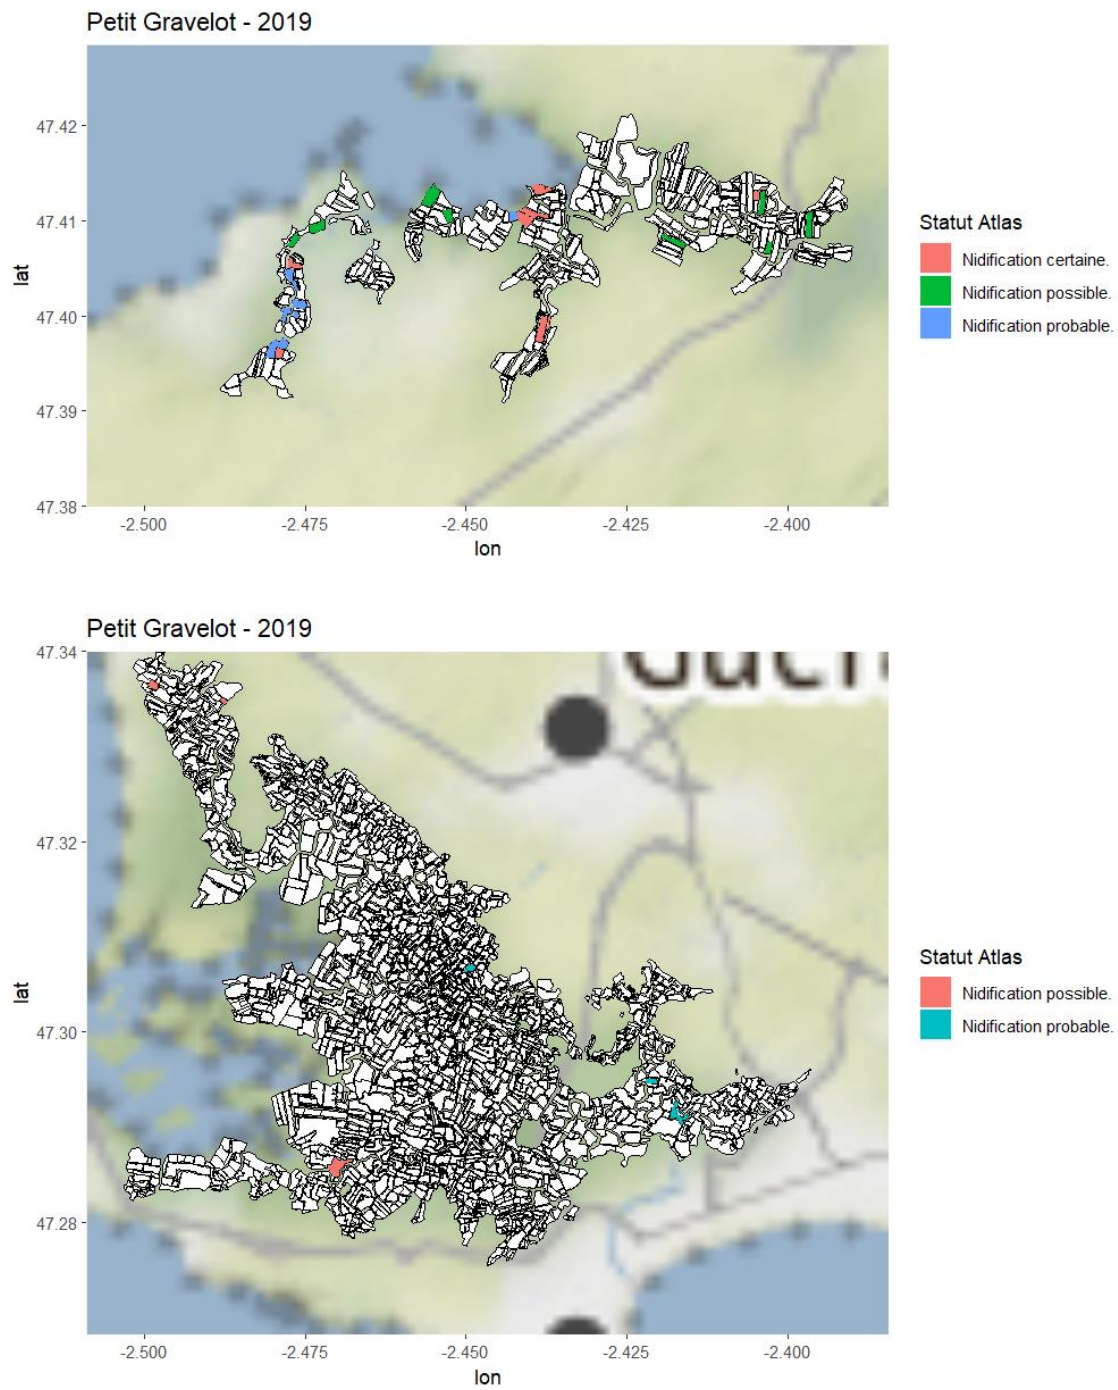 Petit Gravelot - 2019
47.42
47.41
47.40
47.39
47.38
lat
-2.500
-2.475
-2.450
-2.425
-2.400
lon
Statut Atlas
Nidification certaine.
Nidification possible.
Nidification probable.
Petit Gravelot - 2019
47.34
47.32
47.30
47.28
lat
-2.500
-2.475
-2.450
-2.425
-2.400
lon
Statut Atlas
Nidification possible.
Nidification probable.